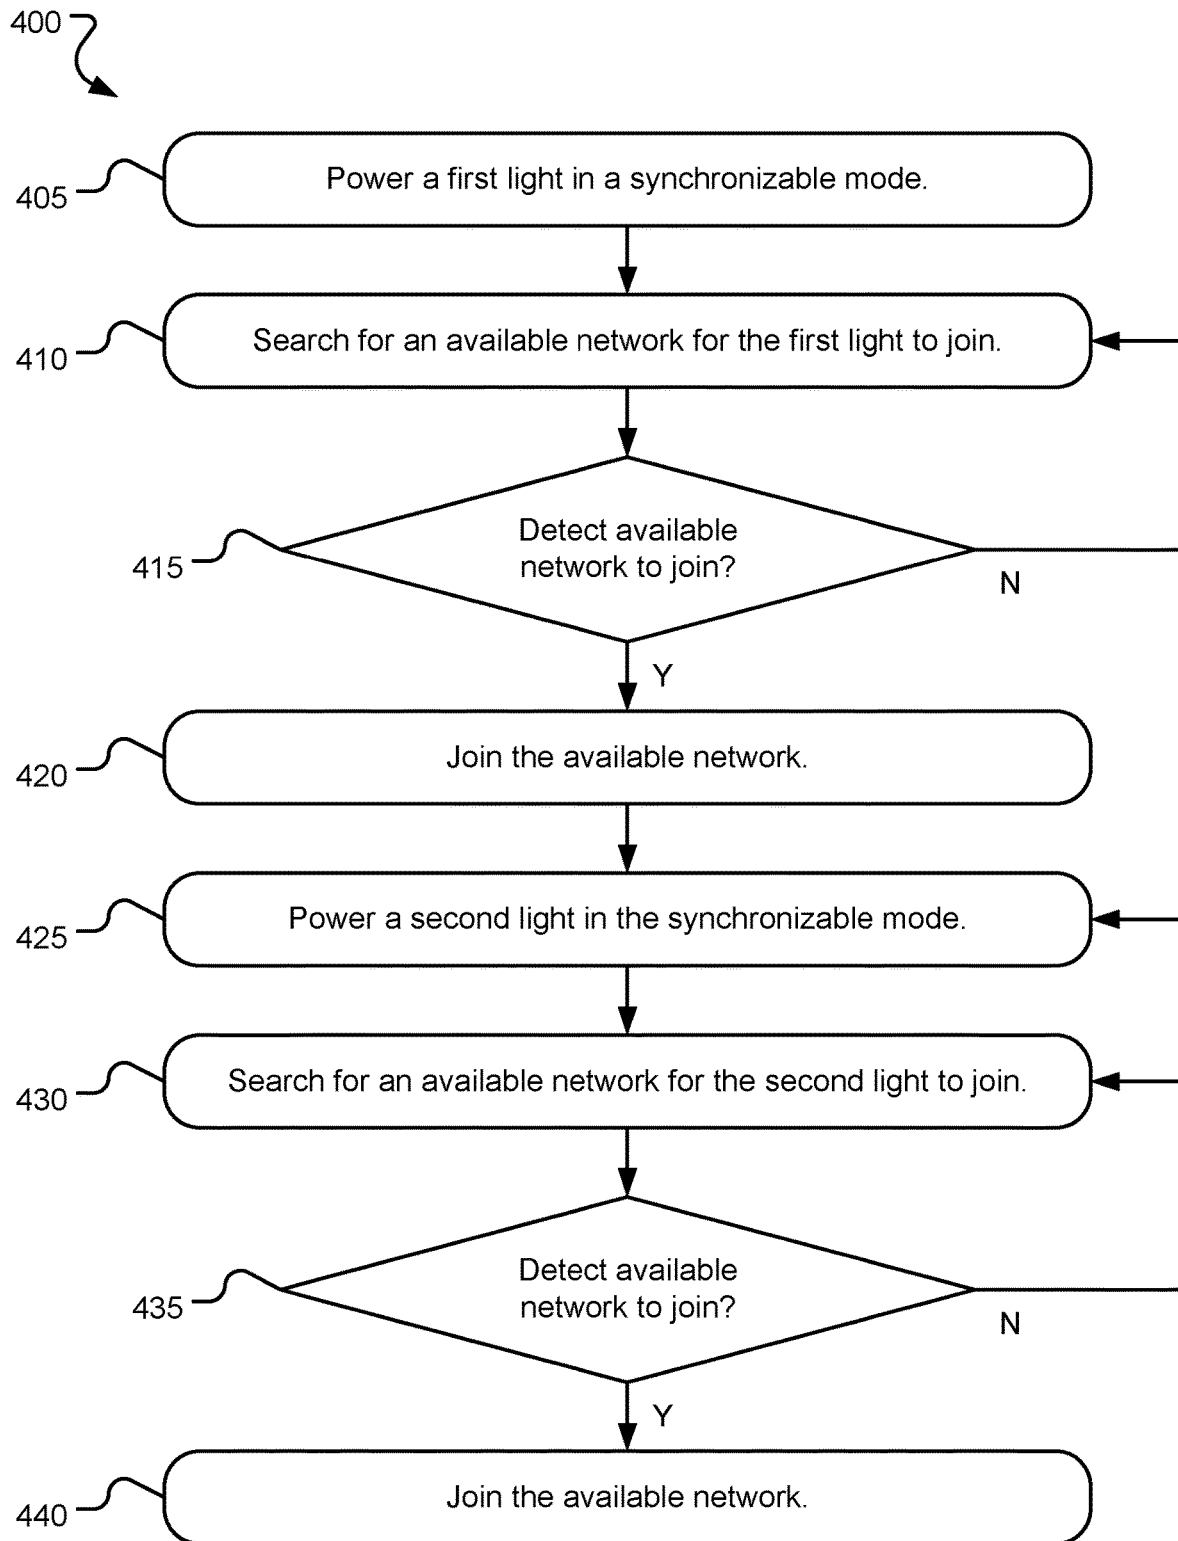 400
405
Power a first light in a synchronizable mode.
410
Search for an available network for the first light to join.
415
Detect available
network to join?
N
Y
420
Join the available network.
425
Power a second light in the synchronizable mode.
430
Search for an available network for the second light to join.
435
Detect available
network to join?
N
Y
440
Join the available network.